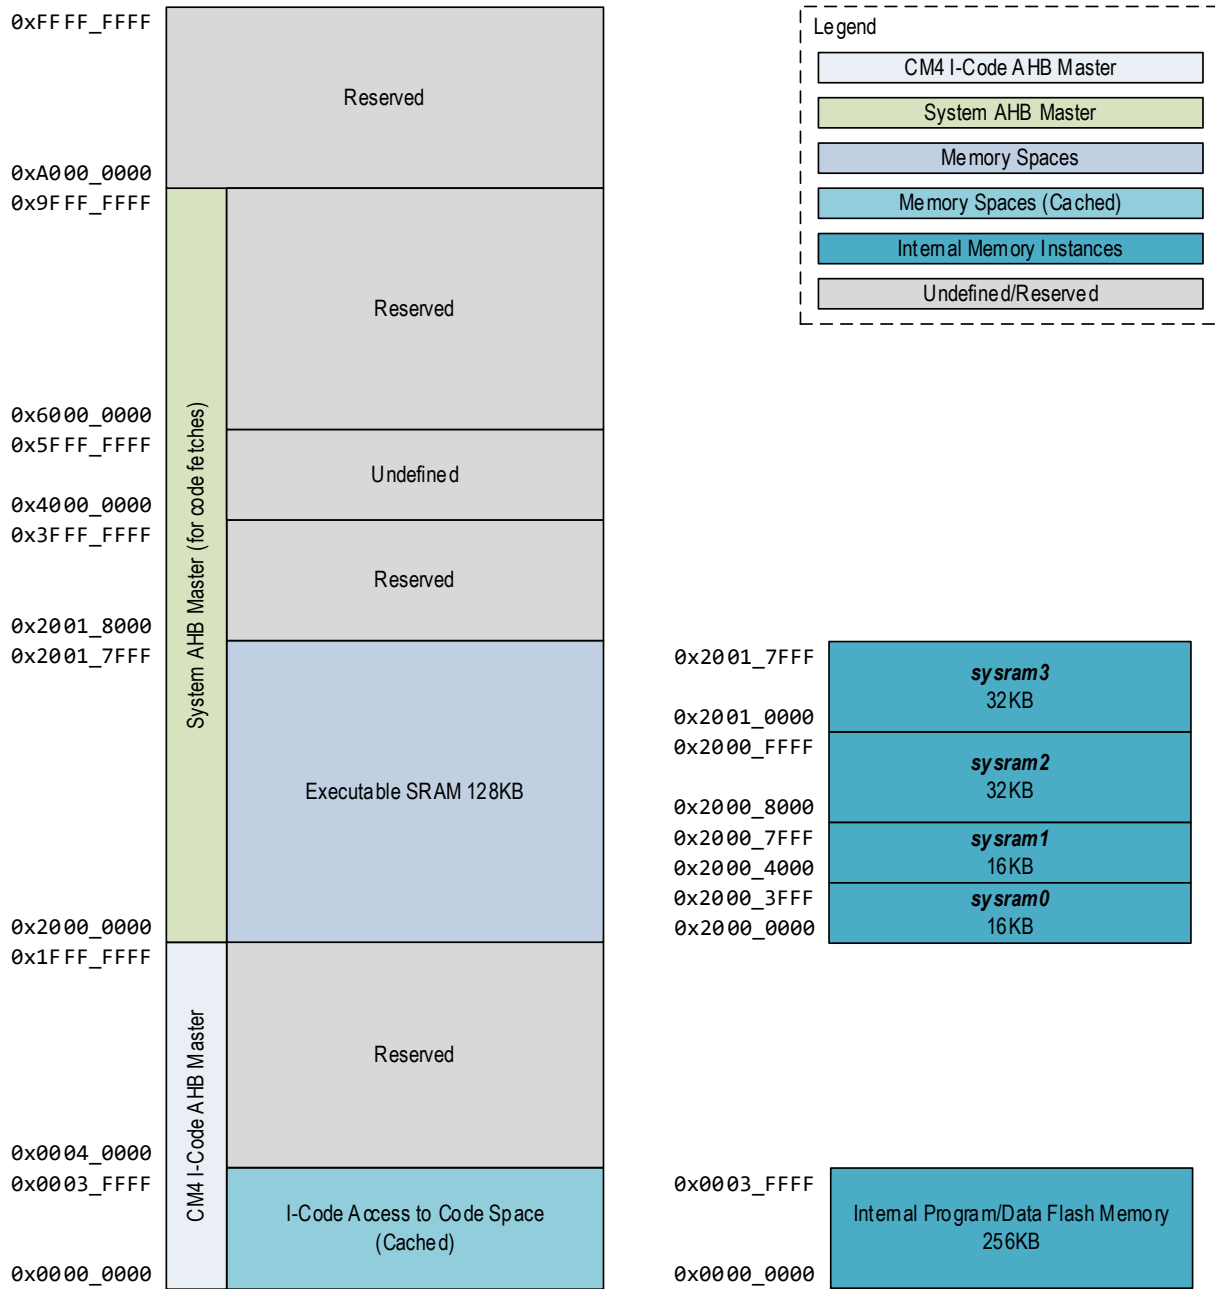 0xFFFF_FFFF
Reserved
0xA000_0000
0x9FFF_FFFF
Reserved
0x6000_0000
0x5FFF_FFFF
Undefined
0x4000_0000
0x3FFF_FFFF
Reserved
0x2001_8000
0x2001_7FFF
System AHB Master (for code fetches)
Executable SRAM 128KB
0x2000_0000
0x1FFF_FFFF
CM4 I-Code AHB Master
Reserved
0x0004_0000
0x0003_FFFF
I-Code Access to Code Space
(Cached)
0x0000_0000
Legend
CM4 I-Code AHB Master
System AHB Master
Memory Spaces
Memory Spaces (Cached)
Internal Memory Instances
Undefined/Reserved
0x2001_7FFF
sysram3
32KB
0x2001_0000
0x2000_FFFF
sysram2
32KB
0x2000_8000
0x2000_7FFF
sysram1
16KB
0x2000_4000
0x2000_3FFF
sysram0
16KB
0x2000_0000
0x0003_FFFF
Internal Program/Data Flash Memory
256KB
0x0000_0000